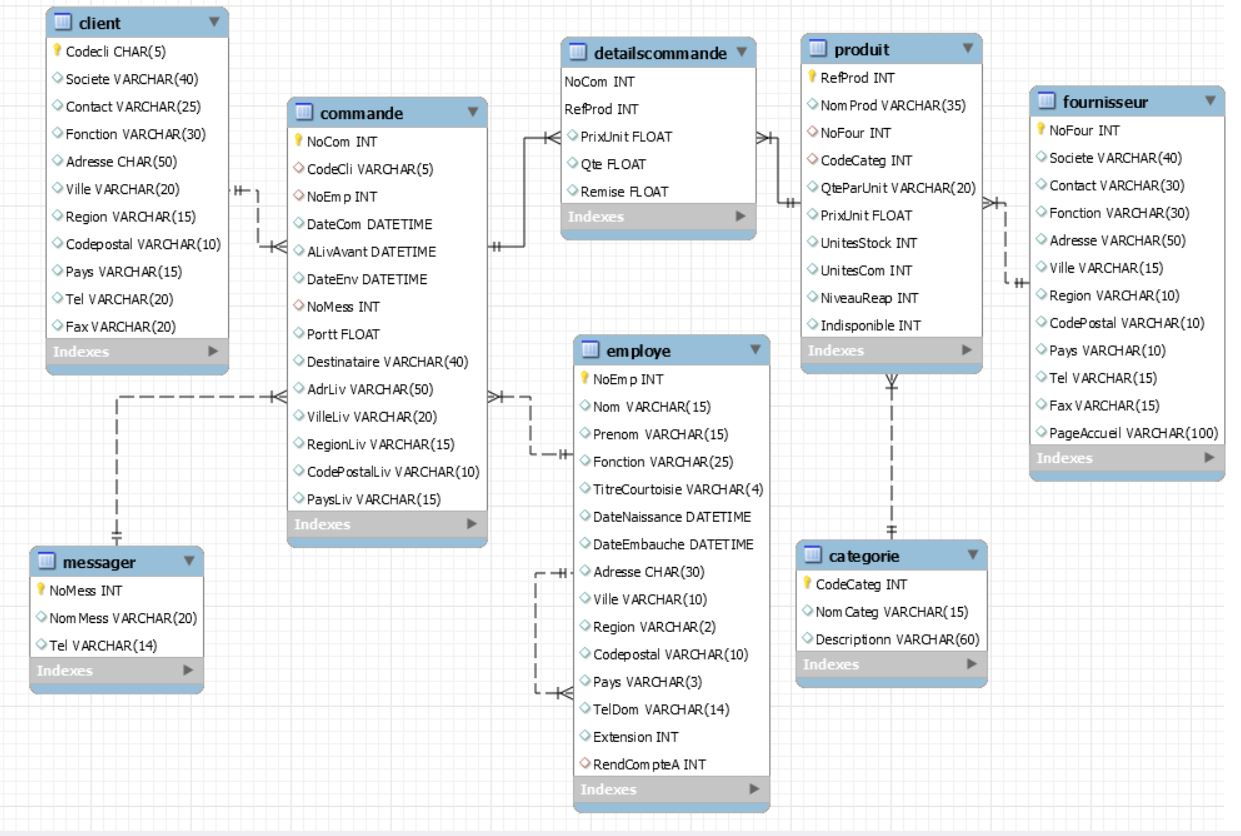 client
Codecli CHAR(5)
Societe VARCHAR(40)
Contact VARCHAR(25)
Fonction VARCHAR(30)
Adresse CHAR(50)
Ville VARCHAR(20)
Region VARCHAR(15)
Codepostal VARCHAR(10)
Pays VARCHAR(15)
Tel VARCHAR(20)
Fax VARCHAR(20)
Indexes
commande
NoCom INT
CodeCli VARCHAR(5)
NoEmp INT
DateCom DATETIME
ALivAvant DATETIME
DateEnv DATETIME
NoMess INT
Portt FLOAT
Destinataire VARCHAR(40)
AdrLiv VARCHAR(50)
VilleLiv VARCHAR(20)
RegionLiv VARCHAR(15)
CodePostalLiv VARCHAR(10)
PaysLiv VARCHAR(15)
Indexes
detailscommande
NoCom INT
RefProd INT
PrixUnit FLOAT
Qte FLOAT
Remise FLOAT
Indexes
produit
RefProd INT
NomProd VARCHAR(35)
NoFour INT
CodeCateg INT
QteParUnit VARCHAR(20)
PrixUnit FLOAT
UnitesStock INT
UnitesCom INT
NiveauReap INT
Indisponible INT
Indexes
fournisseur
NoFour INT
Societe VARCHAR(40)
Contact VARCHAR(30)
Fonction VARCHAR(30)
Adresse VARCHAR(50)
Ville VARCHAR(15)
Region VARCHAR(10)
CodePostal VARCHAR(10)
Pays VARCHAR(10)
Tel VARCHAR(15)
Fax VARCHAR(15)
PageAccueil VARCHAR(100)
Indexes
messager
NoMess INT
NomMess VARCHAR(20)
Tel VARCHAR(14)
Indexes
employe
NoEmp INT
Nom VARCHAR(15)
Prenom VARCHAR(15)
Fonction VARCHAR(25)
TitreCourtoisie VARCHAR(4)
DateNaissance DATETIME
DateEmbauche DATETIME
Adresse CHAR(30)
Ville VARCHAR(10)
Region VARCHAR(2)
Codepostal VARCHAR(10)
Pays VARCHAR(3)
TelDom VARCHAR(14)
Extension INT
RendCompteA INT
Indexes
categorie
CodeCateg INT
NomCateg VARCHAR(15)
Descriptionn VARCHAR(60)
Indexes